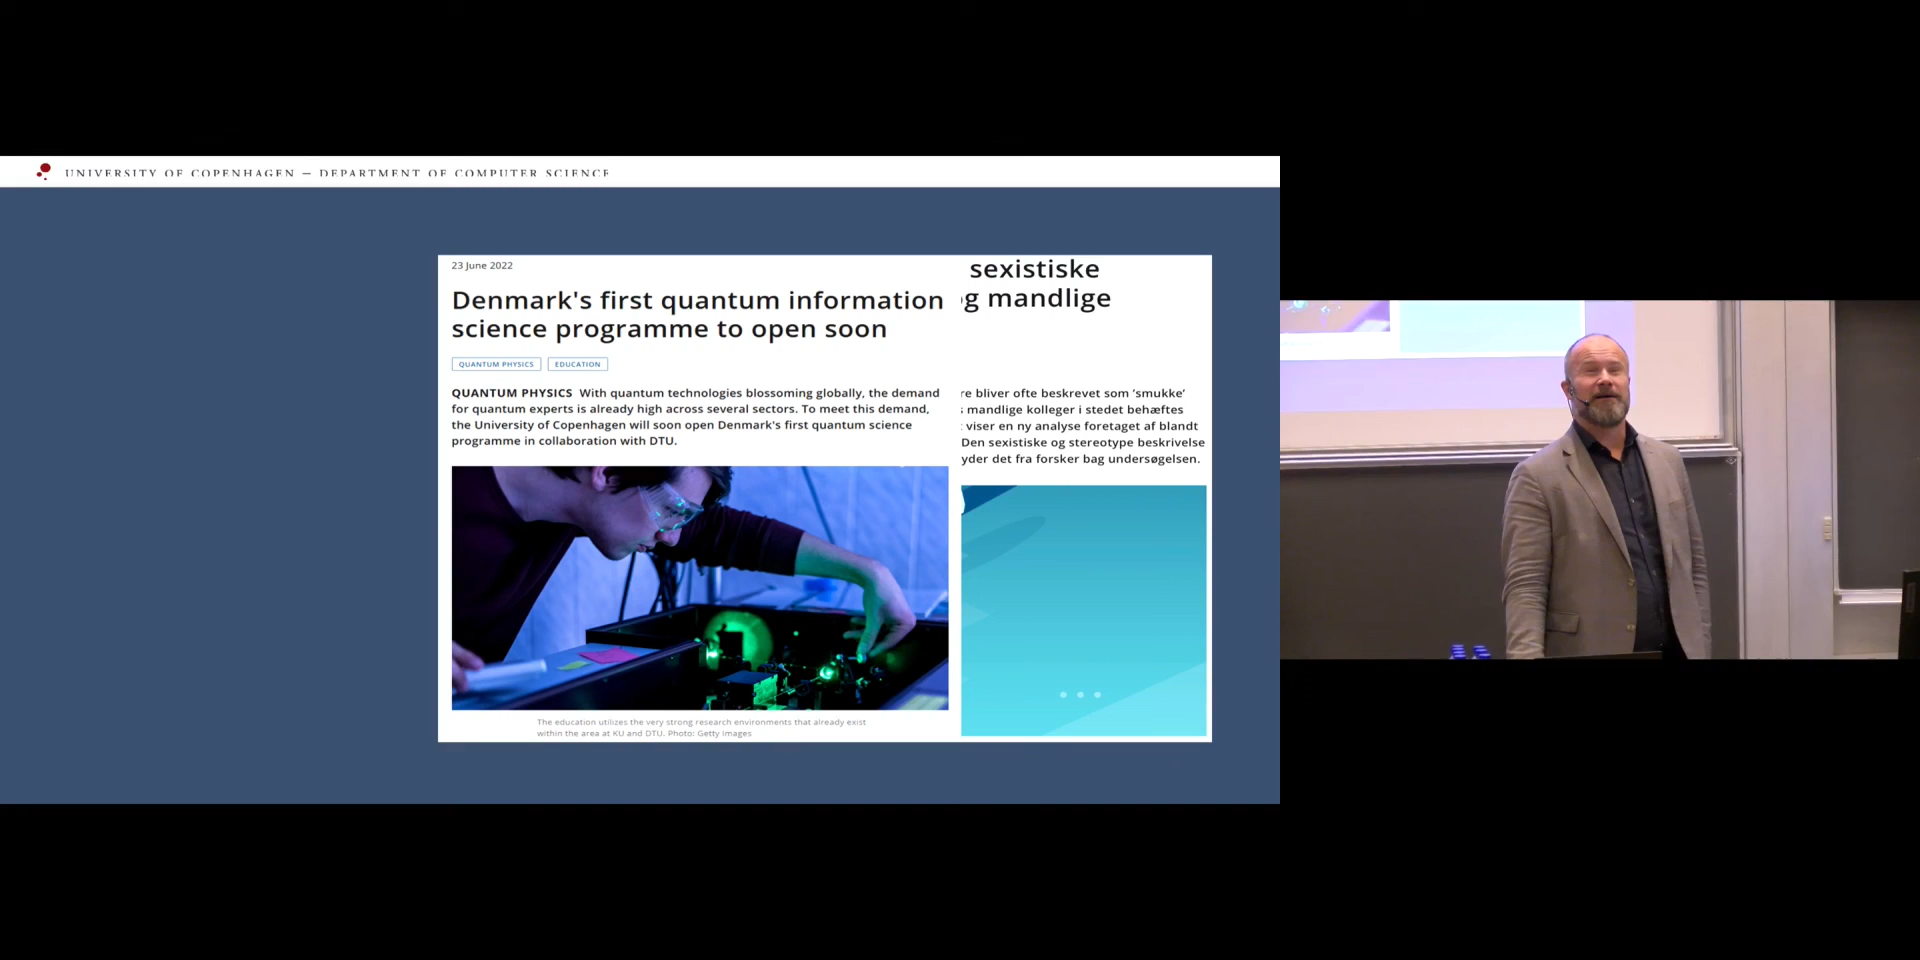 UNIVERSITY OF COPENHAGEN – DEPARTMENT OF COMPUTER SCIENCE
23 June 2022
Denmark's first quantum information
science programme to open soon
QUANTUM PHYSICS
EDUCATION
QUANTUM PHYSICS With quantum technologies blossoming globally, the demand
for quantum experts is already high across several sectors. To meet this demand,
the University of Copenhagen will soon open Denmark's first quantum science
programme in collaboration with DTU.
The education utilizes the very strong research environments that already exist
within the area at KU and DTU. Photo: Getty Images
sexistiske
og mandlige
re bliver ofte beskrevet som 'smukke'
mandlige kolleger i stedet behæftes
viser en ny analyse foretaget af blandt
Den sexistiske og stereotype beskrivelse
yder det fra forsker bag undersøgelsen.